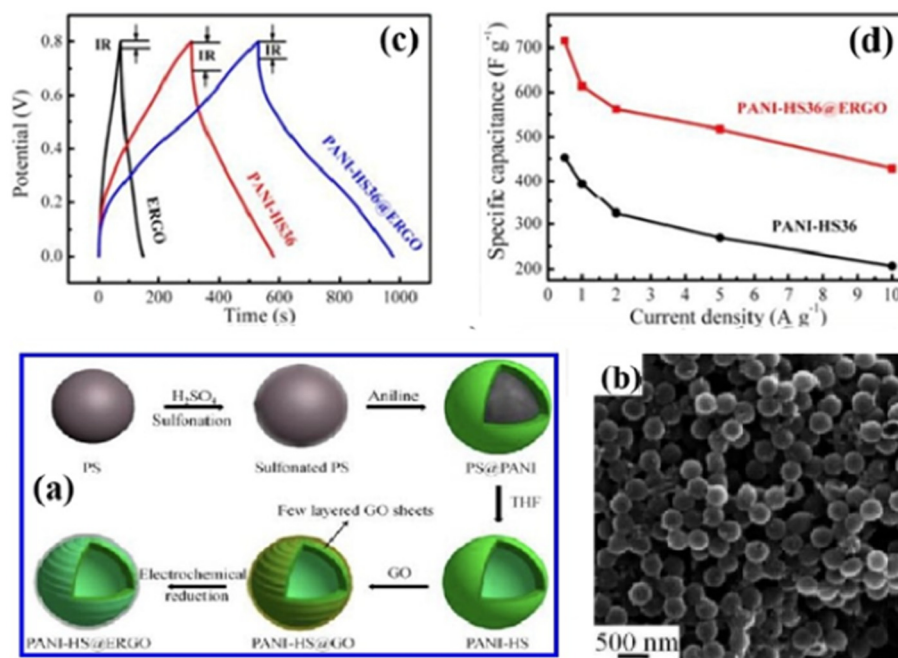 (c)
0.8
0.6
0.4
0.2
0.0
Potential (V)
IR
IR
IR
ERGO
PANI-HS36
PANI-HS36@ERGO
0 200 400 600 800 1000
Time (s)
(d)
700
600
500
400
300
200
Specific capacitance (F g⁻¹)
PANI-HS36@ERGO
PANI-HS36
0 1 2 3 4 5 6 7 8 9 10
Current density (A g⁻¹)
(a)
H₂SO₄
Sulfonation
Aniline
PS
Sulfonated PS
PS@PANI
THF
Few layered GO sheets
Electrochemical
reduction
GO
PANI-HS@ERGO
PANI-HS@GO
PANI-HS
(b)
500 nm